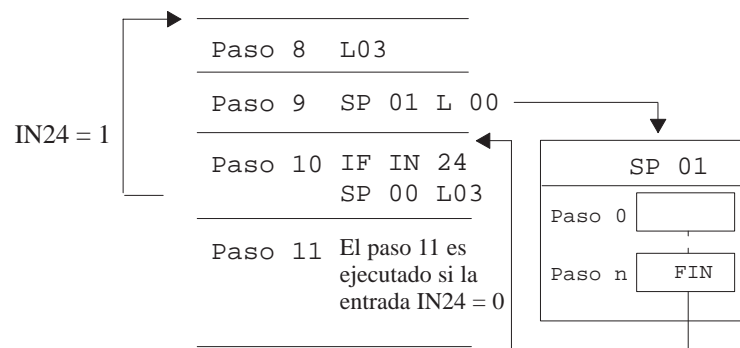 Paso 8 L03
Paso 9 SP 01 L 00
IN24 = 1
Paso 10 IF IN 24
SP 00 L03
Paso 11 El paso 11 es
ejecutado si la
entrada IN24 = 0
SP 01
Paso 0
Paso n FIN